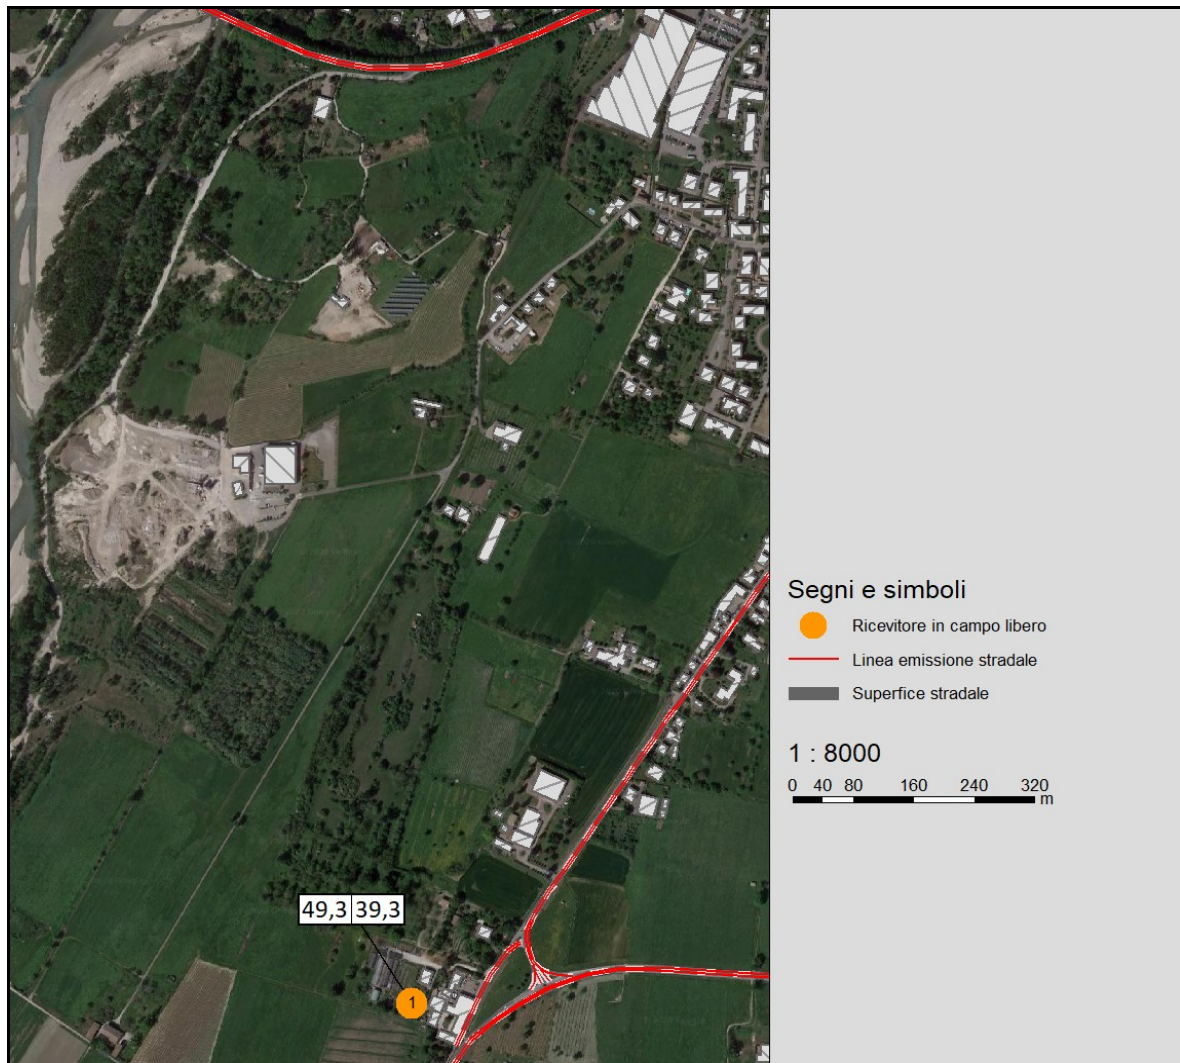 49,3 39,3
1
Segni e simboli
Ricevitore in campo libero
Linea emissione stradale
Superfice stradale
1 : 8000
0 40 80 160 240 320
m